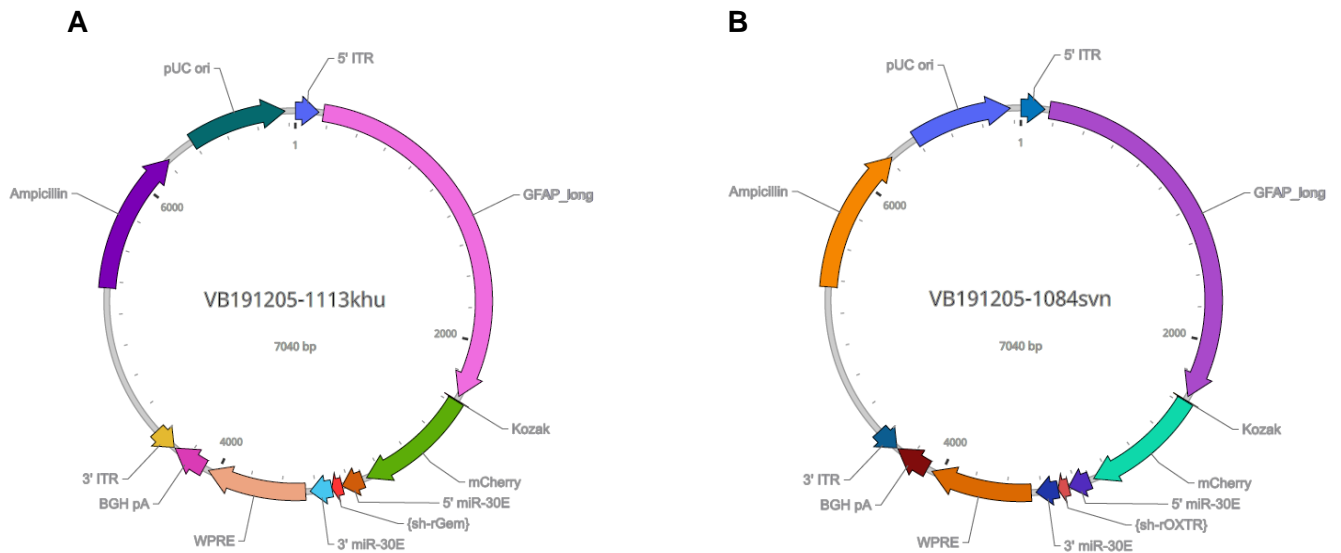 A
pUC ori
5' ITR
1
GFAP_long
Ampicillin
6000
VB191205-1113khu
7040 bp
2000
Kozak
4000
3' ITR
BGH pA
mCherry
5' miR-30E
{sh-rGem}
WPRE
3' miR-30E
B
pUC ori
5' ITR
1
GFAP_long
Ampicillin
6000
VB191205-1084svn
7040 bp
2000
Kozak
4000
3' ITR
BGH pA
mCherry
5' miR-30E
{sh-rOXTR}
WPRE
3' miR-30E